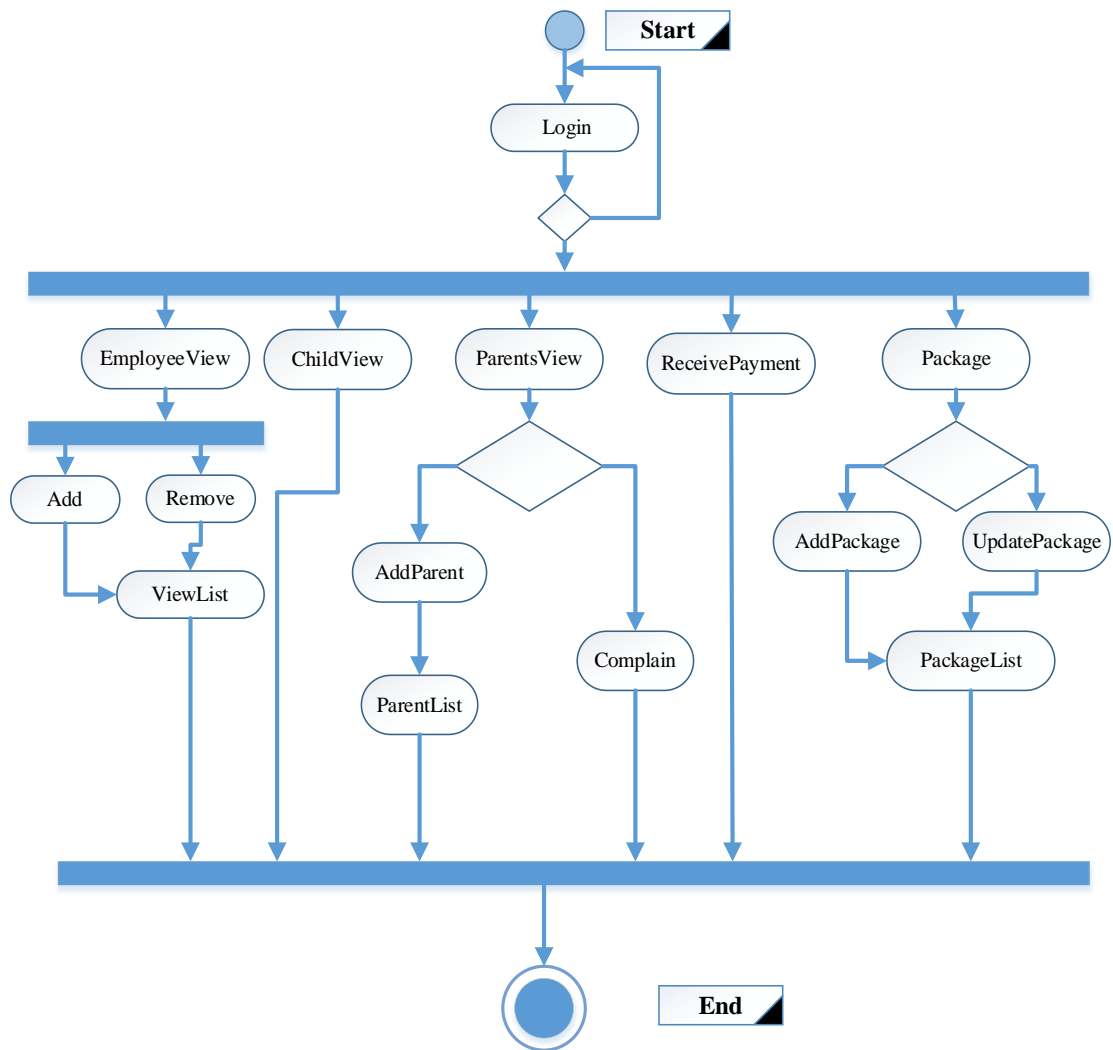 Start
Login
EmployeeView
ChildView
ParentsView
ReceivePayment
Package
Add
Remove
AddPackage
UpdatePackage
AddParent
ViewList
Complain
PackageList
ParentList
End